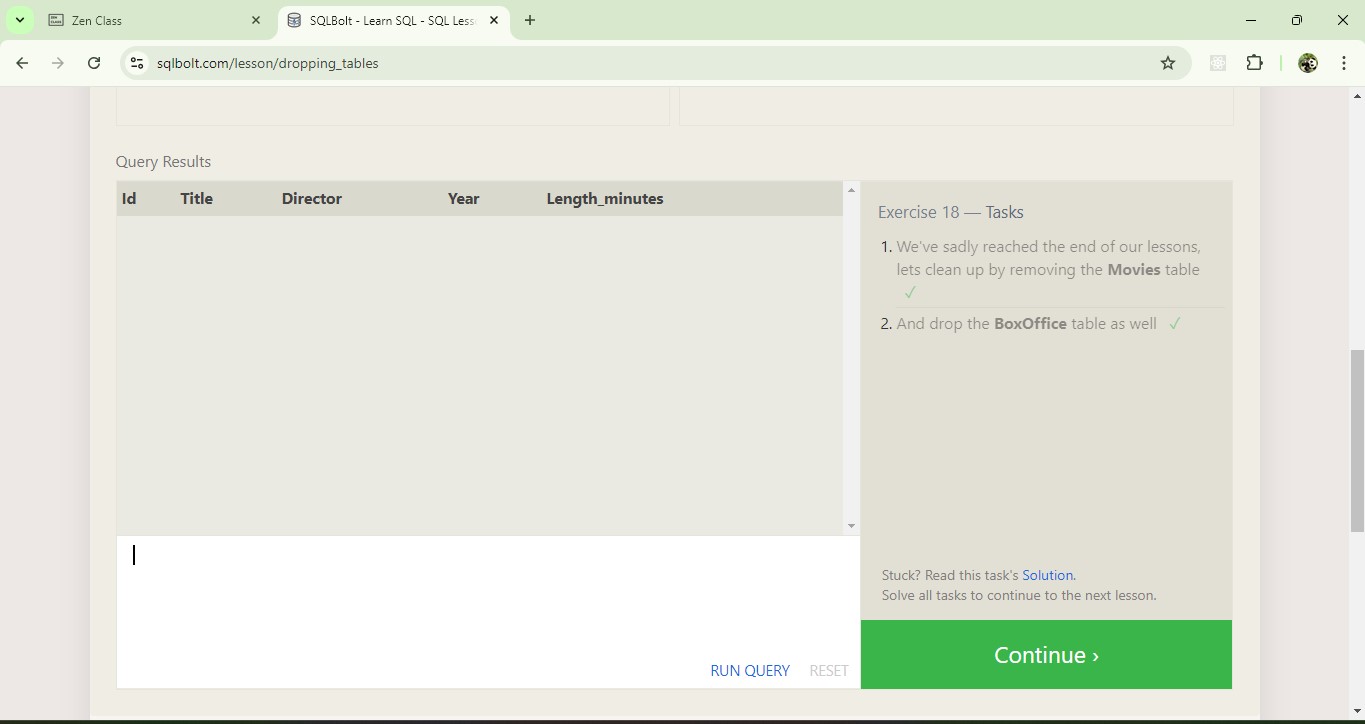 Zen Class
SQLBolt - Learn SQL - SQL Less
sqlbolt.com/lesson/dropping_tables
Query Results
Id Title Director Year Length_minutes
Exercise 18 — Tasks
1. We've sadly reached the end of our lessons,
lets clean up by removing the Movies table
✓
2. And drop the BoxOffice table as well ✓
Stuck? Read this task's Solution.
Solve all tasks to continue to the next lesson.
RUN QUERY RESET
Continue ›